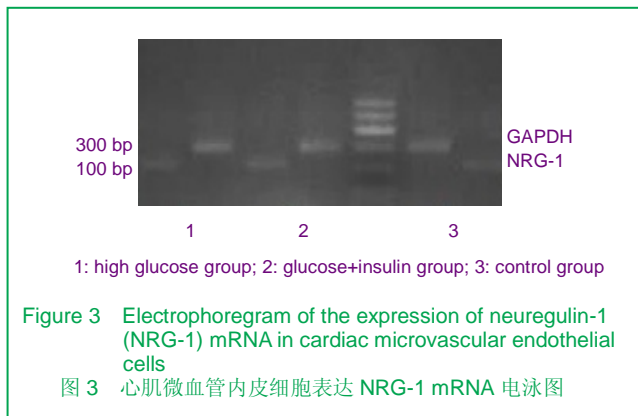 300 bp
100 bp
GAPDH
NRG-1
1 2 3
1: high glucose group; 2: glucose+insulin group; 3: control group
Figure 3 Electrophoregram of the expression of neuregulin-1
(NRG-1) mRNA in cardiac microvascular endothelial
cells
图 3 心肌微血管内皮细胞表达 NRG-1 mRNA 电泳图